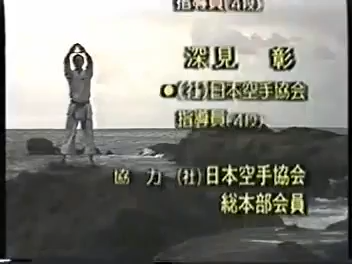 指導員(4段)
深見 彰
(社)日本空手協会
指導員(4段)
協 力 (社)日本空手協会
総本部会員